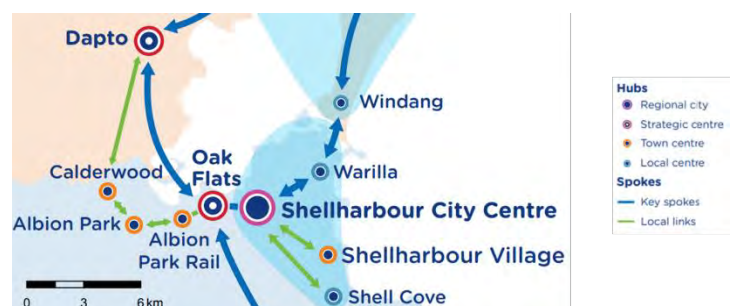 Dapto
Windang
Oak
Flats
Calderwood
Warilla
Shellharbour City Centre
Albion Park
Albion
Park Rail
Shellharbour Village
Shell Cove
0 3 6 km
Hubs
Regional city
Strategic centre
Town centre
Local centre
Spokes
Key spokes
Local links